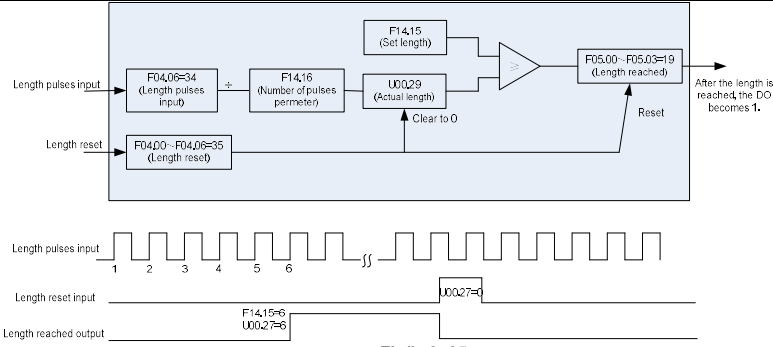 F14.15
(Set length)
Length pulses input
F04.06=34
(Length pulses
input)
÷
F14.16
(Number of pulses
permeter)
U00.29
(Actual length)
≥
F05.00~F05.03=19
(Length reached)
After the length is
reached, the DO
becomes 1.
Clear to 0
Reset
Length reset
F04.00~F04.06=35
(Length reset)
Length pulses input
1 2 3 4 5 6
Length reset input
U00.27=0
F14.15=6
U00.27=6
Length reached output